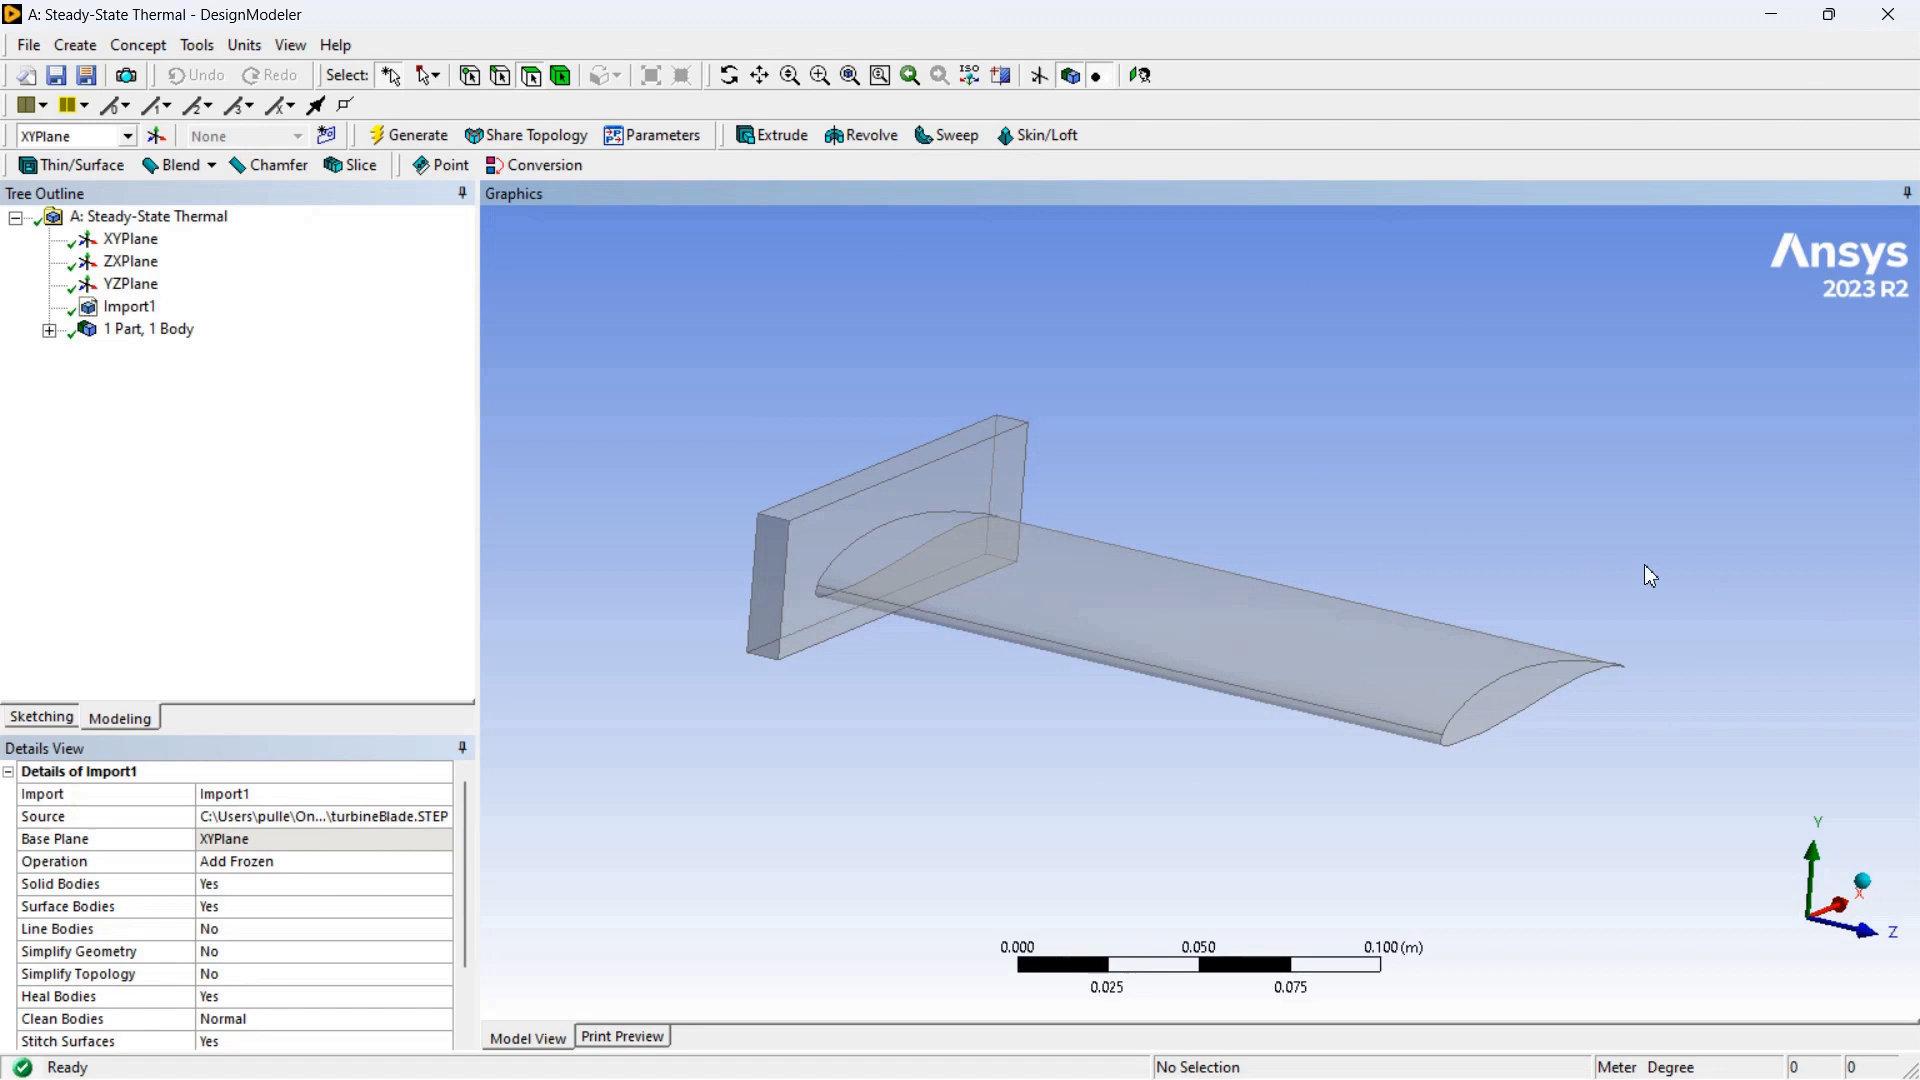 A: Steady-State Thermal - DesignModeler
File Create Concept Tools Units View Help
Undo Redo Select: ISO
XYPlane None Generate Share Topology Parameters Extrude Revolve Sweep Skin/Loft
Thin/Surface Blend Chamfer Slice Point Conversion
Tree Outline
A: Steady-State Thermal
XYPlane
ZXPlane
YZPlane
Import1
1 Part, 1 Body
Sketching Modeling
Details View
Details of Import1
Import Import1
Source C:\Users\pulle\On...\turbineBlade.STEP
Base Plane XYPlane
Operation Add Frozen
Solid Bodies Yes
Surface Bodies Yes
Line Bodies No
Simplify Geometry No
Simplify Topology No
Heal Bodies Yes
Clean Bodies Normal
Stitch Surfaces Yes
Graphics
Ansys
2023 R2
Y
X
Z
0.000 0.050 0.100 (m)
0.025 0.075
Model View Print Preview
Ready No Selection Meter Degree 0 0